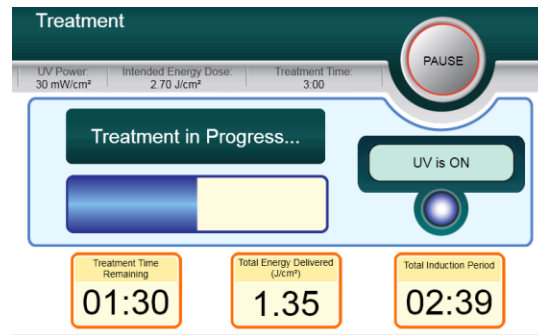 Treatment
PAUSE
UV Power: Intended Energy Dose: Treatment Time:
30 mW/cm² 2.70 J/cm² 3:00
Treatment in Progress...
UV is ON
Treatment Time
Remaining
01:30
Total Energy Delivered
(J/cm²)
1.35
Total Induction Period
02:39